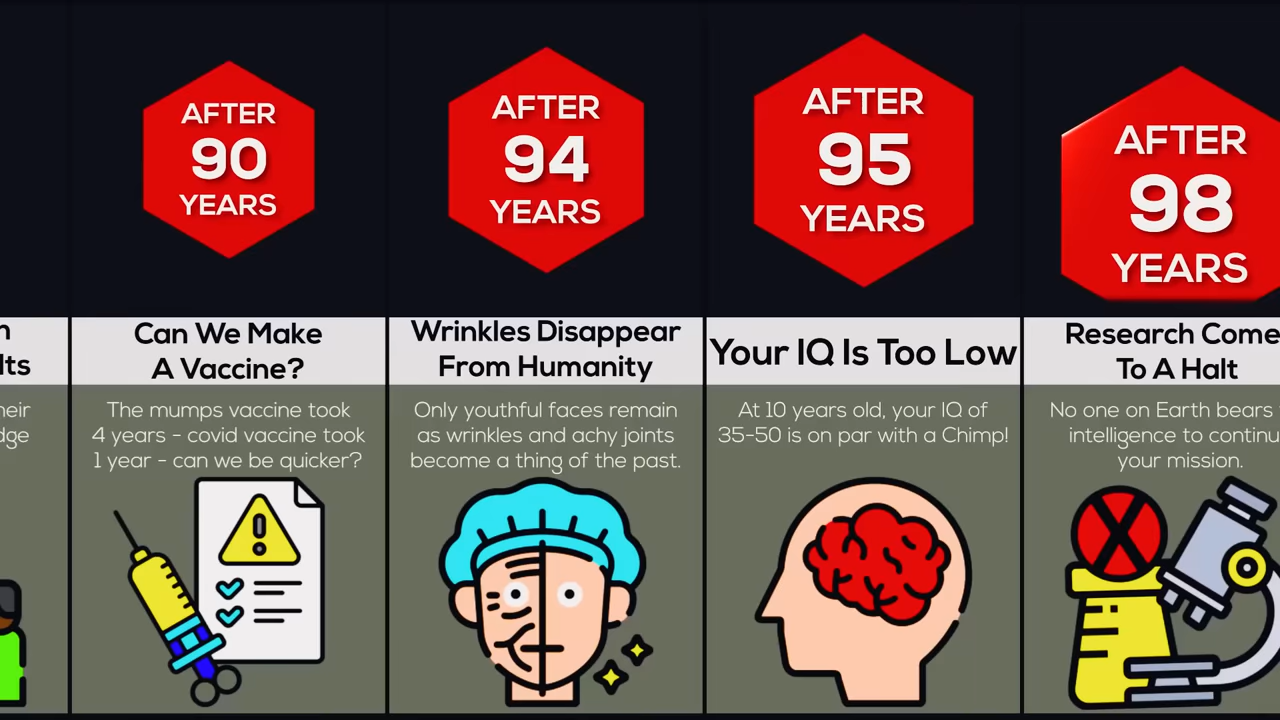 AFTER
90
YEARS
AFTER
94
YEARS
AFTER
95
YEARS
AFTER
98
YEARS
Can We Make
A Vaccine?
The mumps vaccine took
4 years - covid vaccine took
1 year - can we be quicker?
Wrinkles Disappear
From Humanity
Only youthful faces remain
as wrinkles and achy joints
become a thing of the past.
Your IQ Is Too Low
At 10 years old, your IQ of
35-50 is on par with a Chimp!
Research Come
To A Halt
No one on Earth bears
intelligence to continu
your mission.